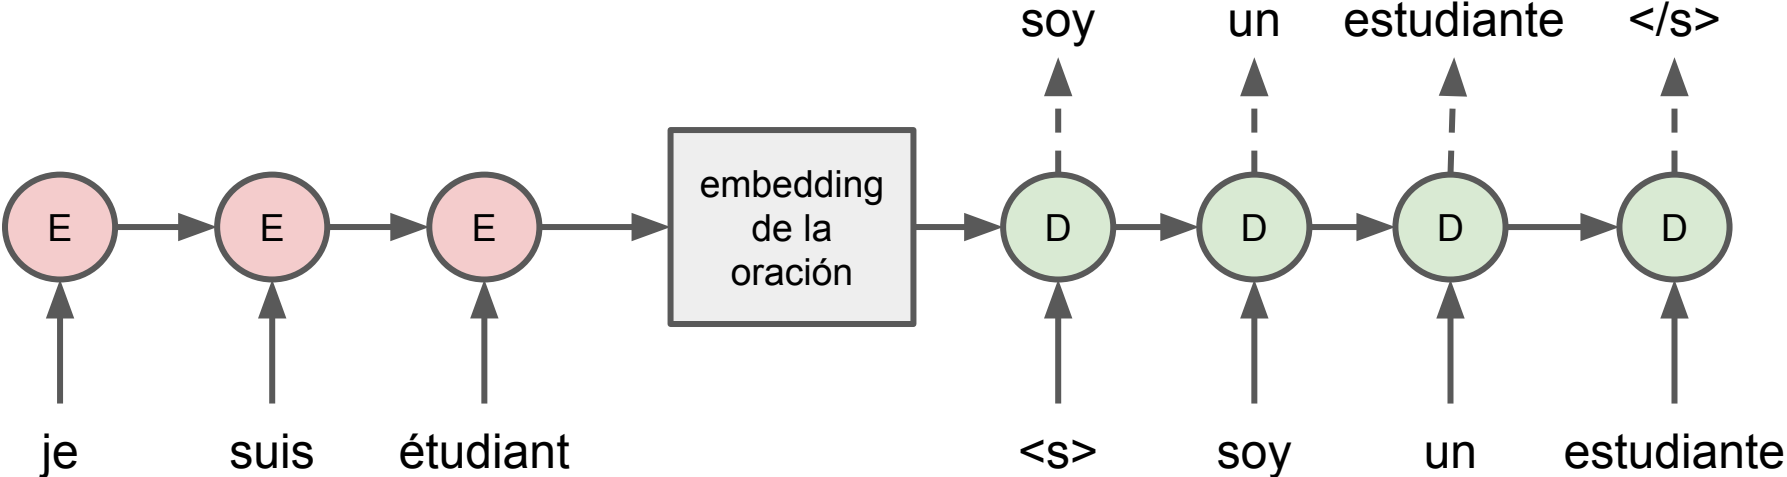 soy un estudiante </s>
E E E
embedding
de la
oración
D D D D
je suis étudiant <s> soy un estudiante